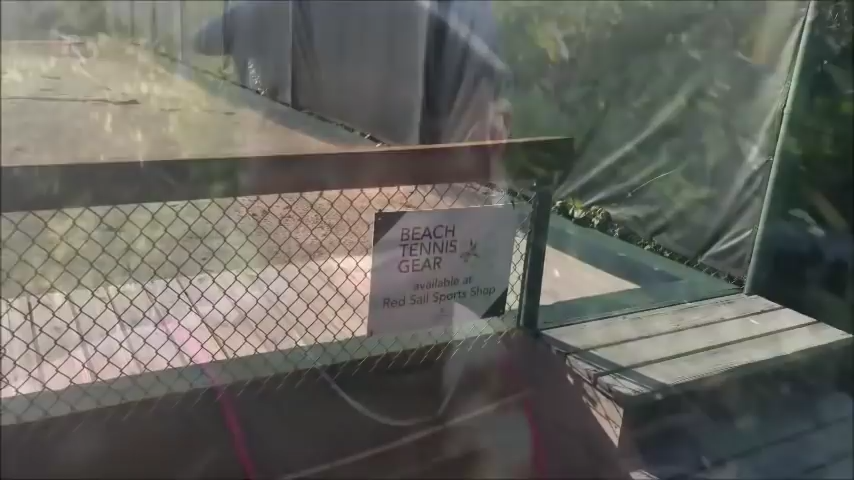 BEACH
TENNIS
GEAR
available at
Red Sail Sports Shop